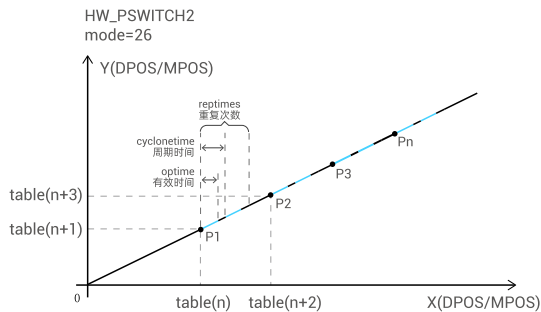 HW_PSWITCH2
mode=26
Y(DPOS/MPOS)
reptimes
重复次数
cyclonetime
周期时间
optime
有效时间
Pn
P3
P2
P1
table(n+3)
table(n+1)
0
table(n)
table(n+2)
X(DPOS/MPOS)